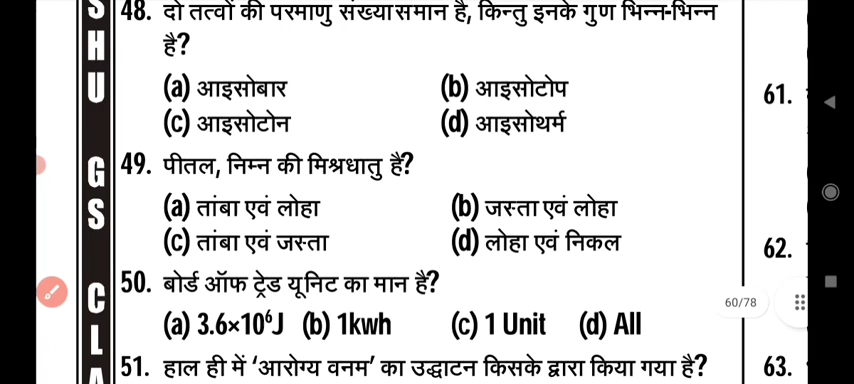 S
H
U
G
S
C
L
A
48. दो तत्वों की परमाणु संख्यासमान है, किन्तु इनके गुण भिन्न-भिन्न
है?
(a) आइसोबार (b) आइसोटोप
(c) आइसोटोन (d) आइसोथर्म
49. पीतल, निम्न की मिश्रधातु है?
(a) तांबा एवं लोहा (b) जस्ता एवं लोहा
(c) तांबा एवं जस्ता (d) लोहा एवं निकल
50. बोर्ड ऑफ ट्रेड यूनिट का मान है?
(a) 3.6×10⁶J (b) 1kwh (c) 1 Unit (d) All
51. हाल ही में ‘आरोग्य वनम’ का उद्घाटन किसके द्वारा किया गया है?
61.
62.
60/78
63.